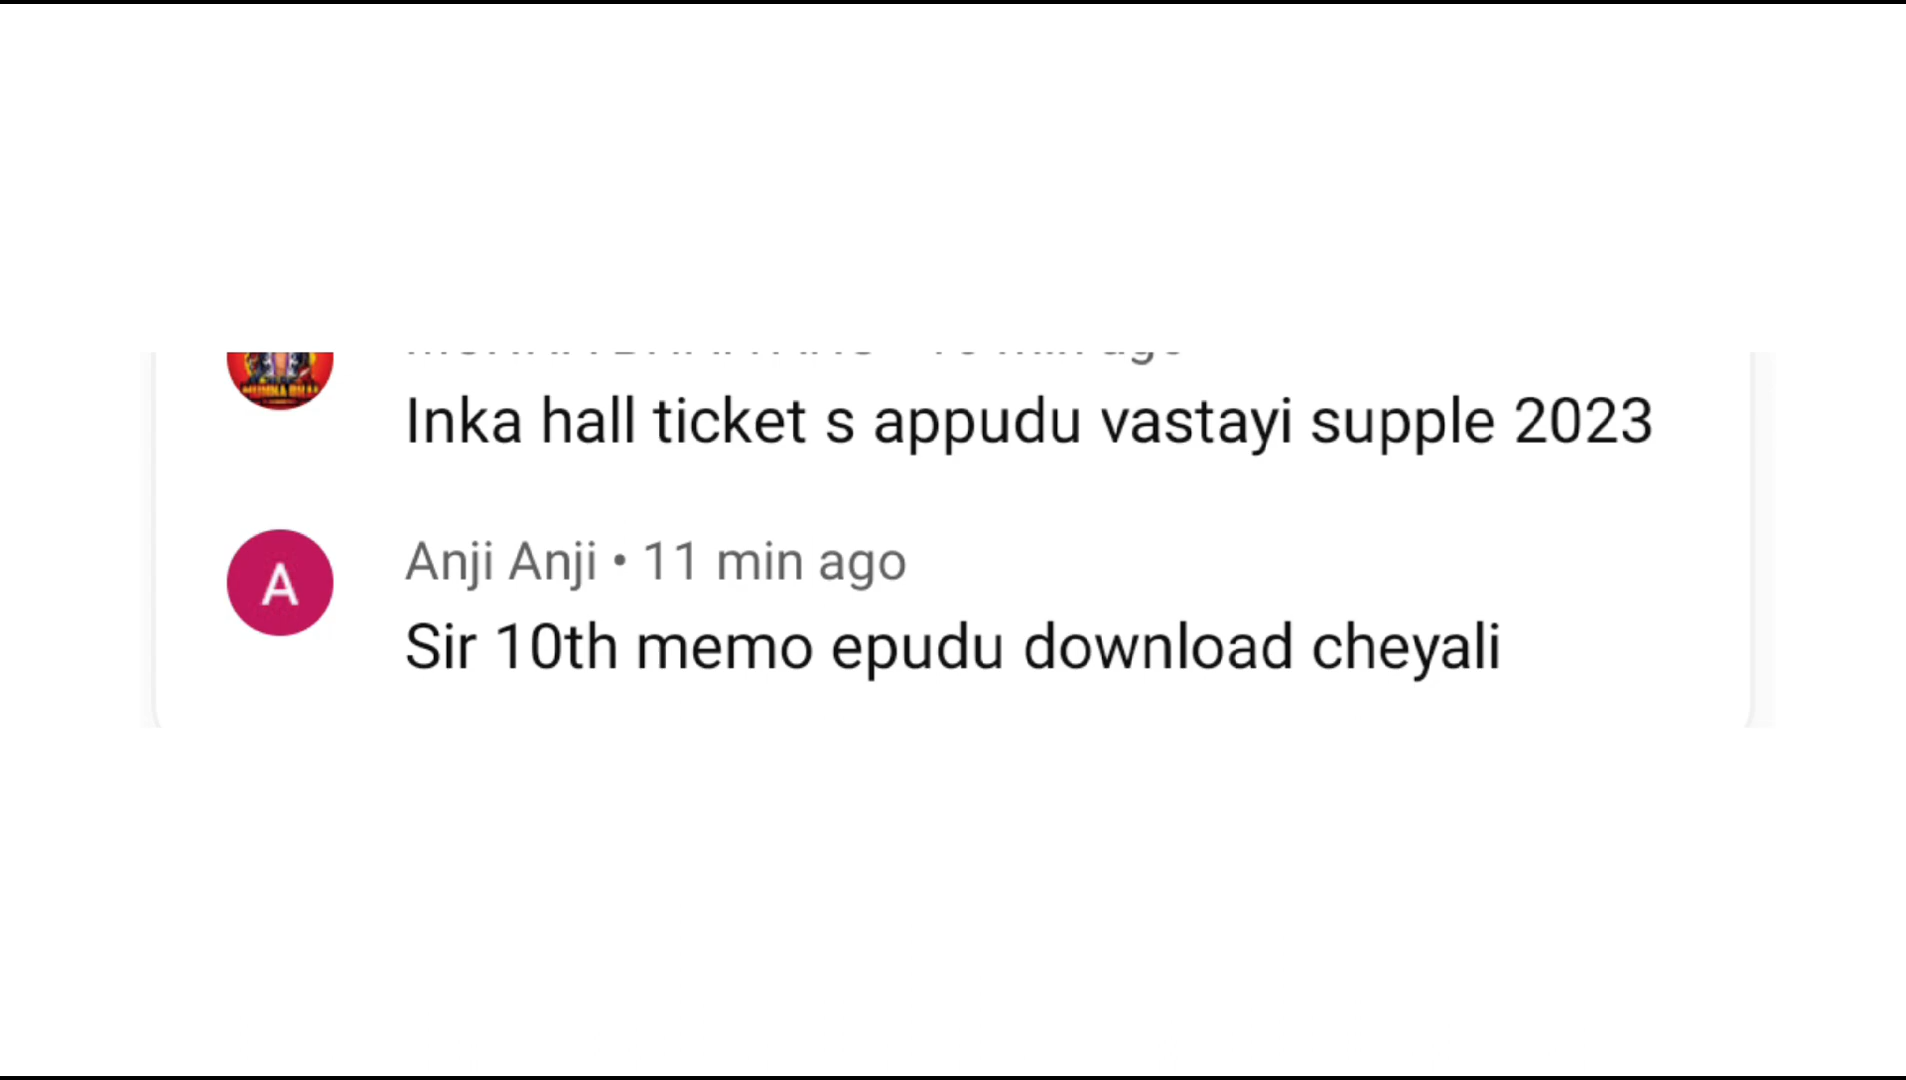 Inka hall ticket s appudu vastayi supple 2023
A
Anji Anji • 11 min ago
Sir 10th memo epudu download cheyali